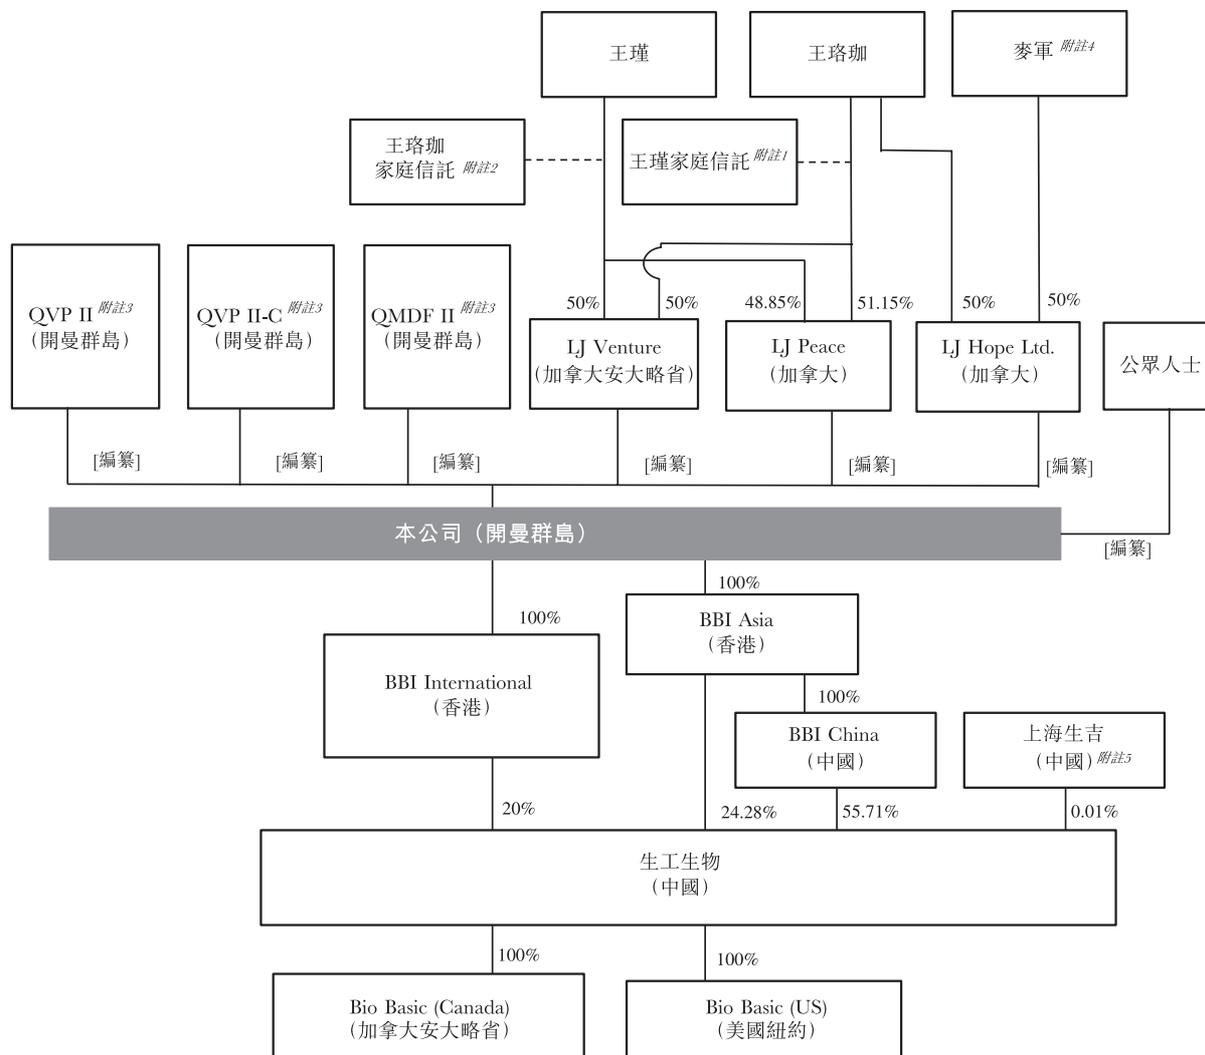 王瑾
王珞珈
麥軍 附註4
王珞珈
家庭信託 附註2
王瑾家庭信託 附註1
QVP II 附註3
(開曼群島)
QVP II-C 附註3
(開曼群島)
QMDF II 附註3
(開曼群島)
50%
50%
48.85%
51.15%
50%
50%
LJ Venture
(加拿大安大略省)
LJ Peace
(加拿大)
LJ Hope Ltd.
(加拿大)
公眾人士
[編纂]
[編纂]
[編纂]
[編纂]
[編纂]
[編纂]
本公司(開曼群島)
[編纂]
100%
100%
BBI Asia
(香港)
BBI International
(香港)
100%
BBI China
(中國)
上海生吉
(中國) 附註5
20%
24.28%
55.71%
0.01%
生工生物
(中國)
100%
100%
Bio Basic (Canada)
(加拿大安大略省)
Bio Basic (US)
(美國紐約)